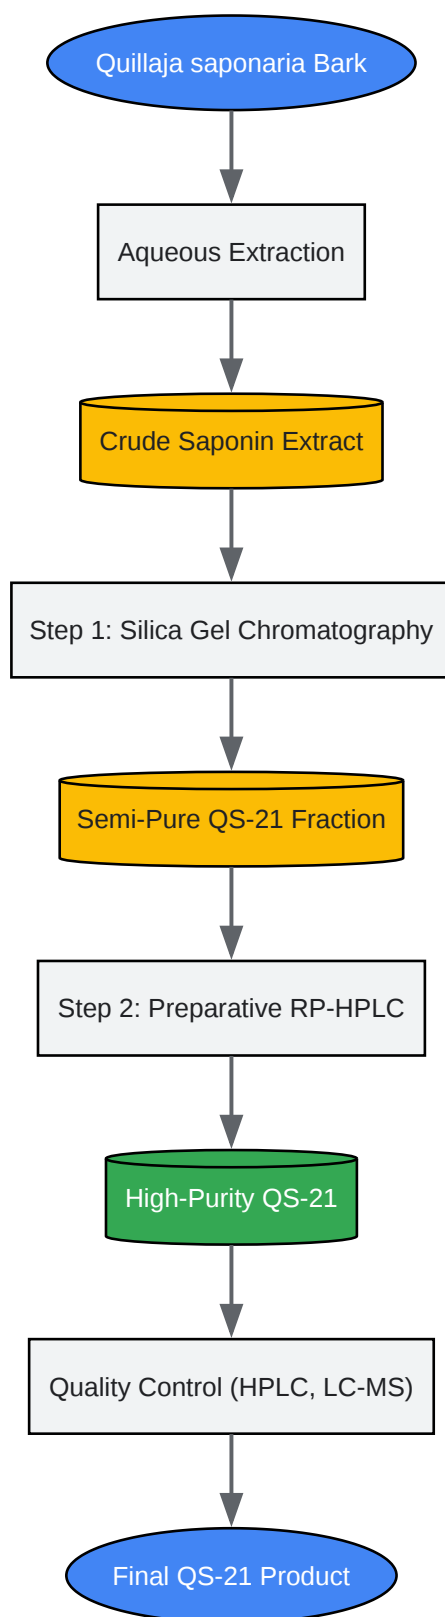 Quillaja saponaria Bark
Aqueous Extraction
Crude Saponin Extract
Step 1: Silica Gel Chromatography
Semi-Pure QS-21 Fraction
Step 2: Preparative RP-HPLC
High-Purity QS-21
Quality Control (HPLC, LC-MS)
Final QS-21 Product